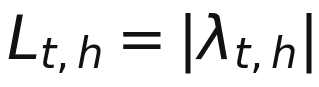 L_{t,h} = |λ_{t,h}|